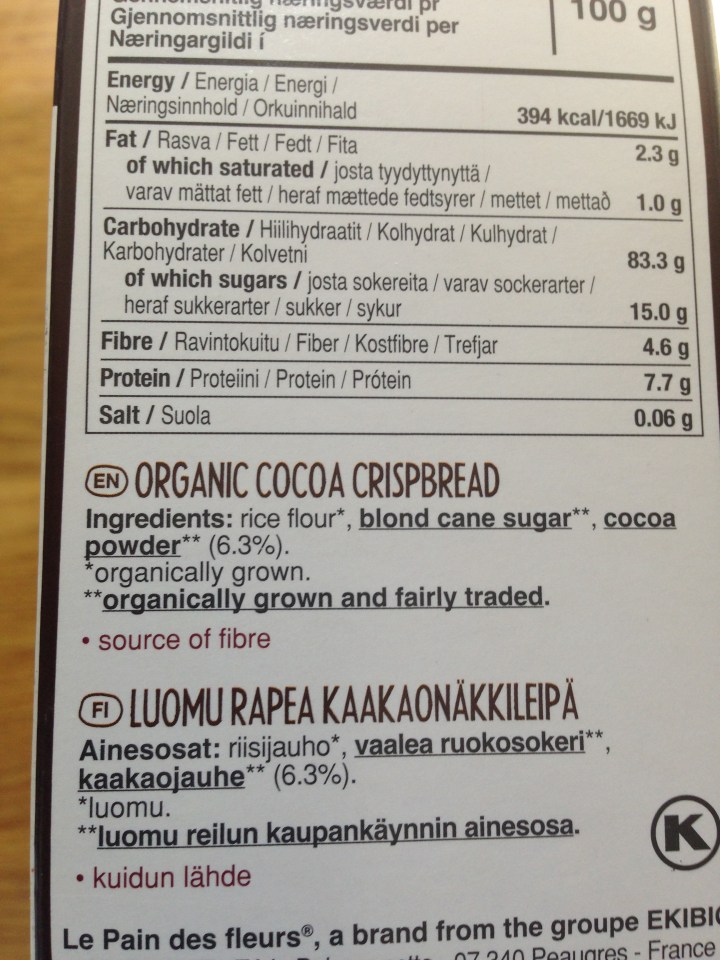 næringsværdi pr
Gjennomsnittlig næringsverdi per
Næringargildi í
100 g
Energy / Energia / Energi /
Næringsinnhold / Orkuinnihald
394 kcal/1669 kJ
Fat / Rasva / Fett / Fedt / Fita
2.3 g
of which saturated / josta tyydyttynyttä /
varav mättat fett / heraf mættede fedtsyrer / mettet / mettað
1.0 g
Carbohydrate / Hiilihydraatit / Kolhydrat / Kulhydrat /
Karbohydrater / Kolvetni
83.3 g
of which sugars / josta sokereita / varav sockerarter /
heraf sukkerarter / sukker / sykur
15.0 g
Fibre / Ravintokuitu / Fiber / Kostfibre / Trefjar
4.6 g
Protein / Proteiini / Protein / Prótein
7.7 g
Salt / Suola
0.06 g
EN ORGANIC COCOA CRISPBREAD
Ingredients: rice flour*, blond cane sugar**, cocoa
powder** (6.3%).
*organically grown.
**organically grown and fairly traded.
• source of fibre
FI LUOMU RAPEA KAAKAONÄKKILEIPÄ
Ainesosat: riisijauho*, vaalea ruokosokeri**,
kaakaojauhe** (6.3%).
*luomu.
**luomu reilun kaupankäynnin ainesosa.
K
• kuidun lähde
Le Pain des fleurs®, a brand from the groupe EKIBI
07 340 Peaugres - France